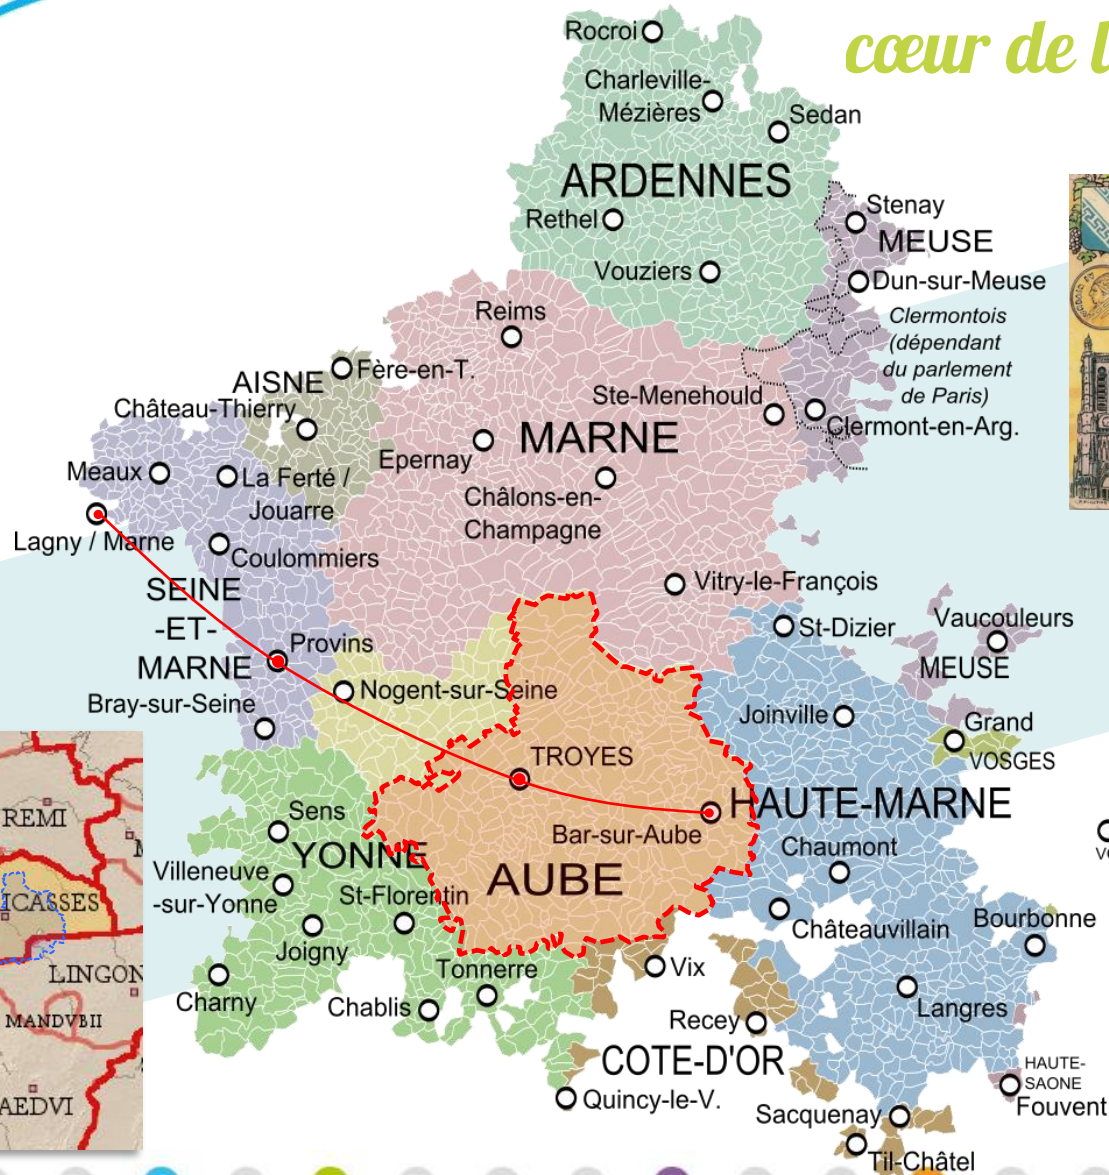 cœur de l
Rocroi
Charleville-
Mézières
Sedan
ARDENNES
Rethel
Stenay
MEUSE
Vouziers
Dun-sur-Meuse
Reims
Clermontois
(dépendant
du parlement
de Paris)
Fère-en-T.
AISNE
Château-Thierry
Ste-Menehould
Clermont-en-Arg.
MARNE
Epernay
Meaux
La Ferté /
Jouarre
Châlons-en-
Champagne
Lagny / Marne
Coulommiers
SEINE
-ET-
MARNE
Vitry-le-François
St-Dizier
Vaucouleurs
MEUSE
Provins
Nogent-sur-Seine
Bray-sur-Seine
Joinville
Grand
VOSGES
TROYES
HAUTE-MARNE
Bar-sur-Aube
Sens
YONNE
AUBE
Chaumont
Villeneuve
-sur-Yonne
St-Florentin
Châteauvillain
Bourbonne
Joigny
Tonnerre
Vix
Charny
Chablis
Langres
Recey
COTE-D'OR
HAUTE-
SAONE
Fouvent
Quincy-le-V.
Sacquenay
Til-Châtel
REMI
ICASSES
LINGON
MANDVBII
AEDVI